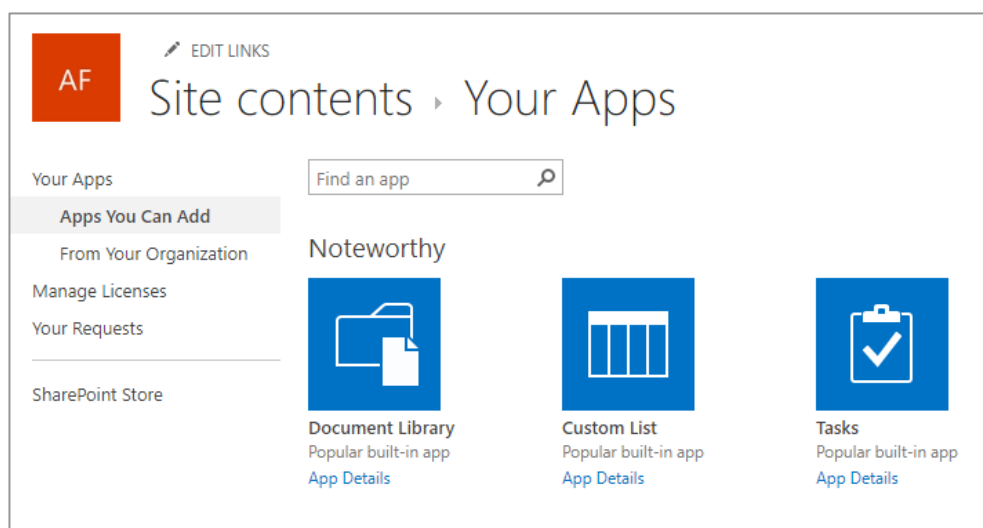 AF
EDIT LINKS
Site contents ▸ Your Apps
Your Apps
Apps You Can Add
From Your Organization
Manage Licenses
Your Requests
SharePoint Store
Find an app
Noteworthy
Document Library
Popular built-in app
App Details
Custom List
Popular built-in app
App Details
Tasks
Popular built-in app
App Details